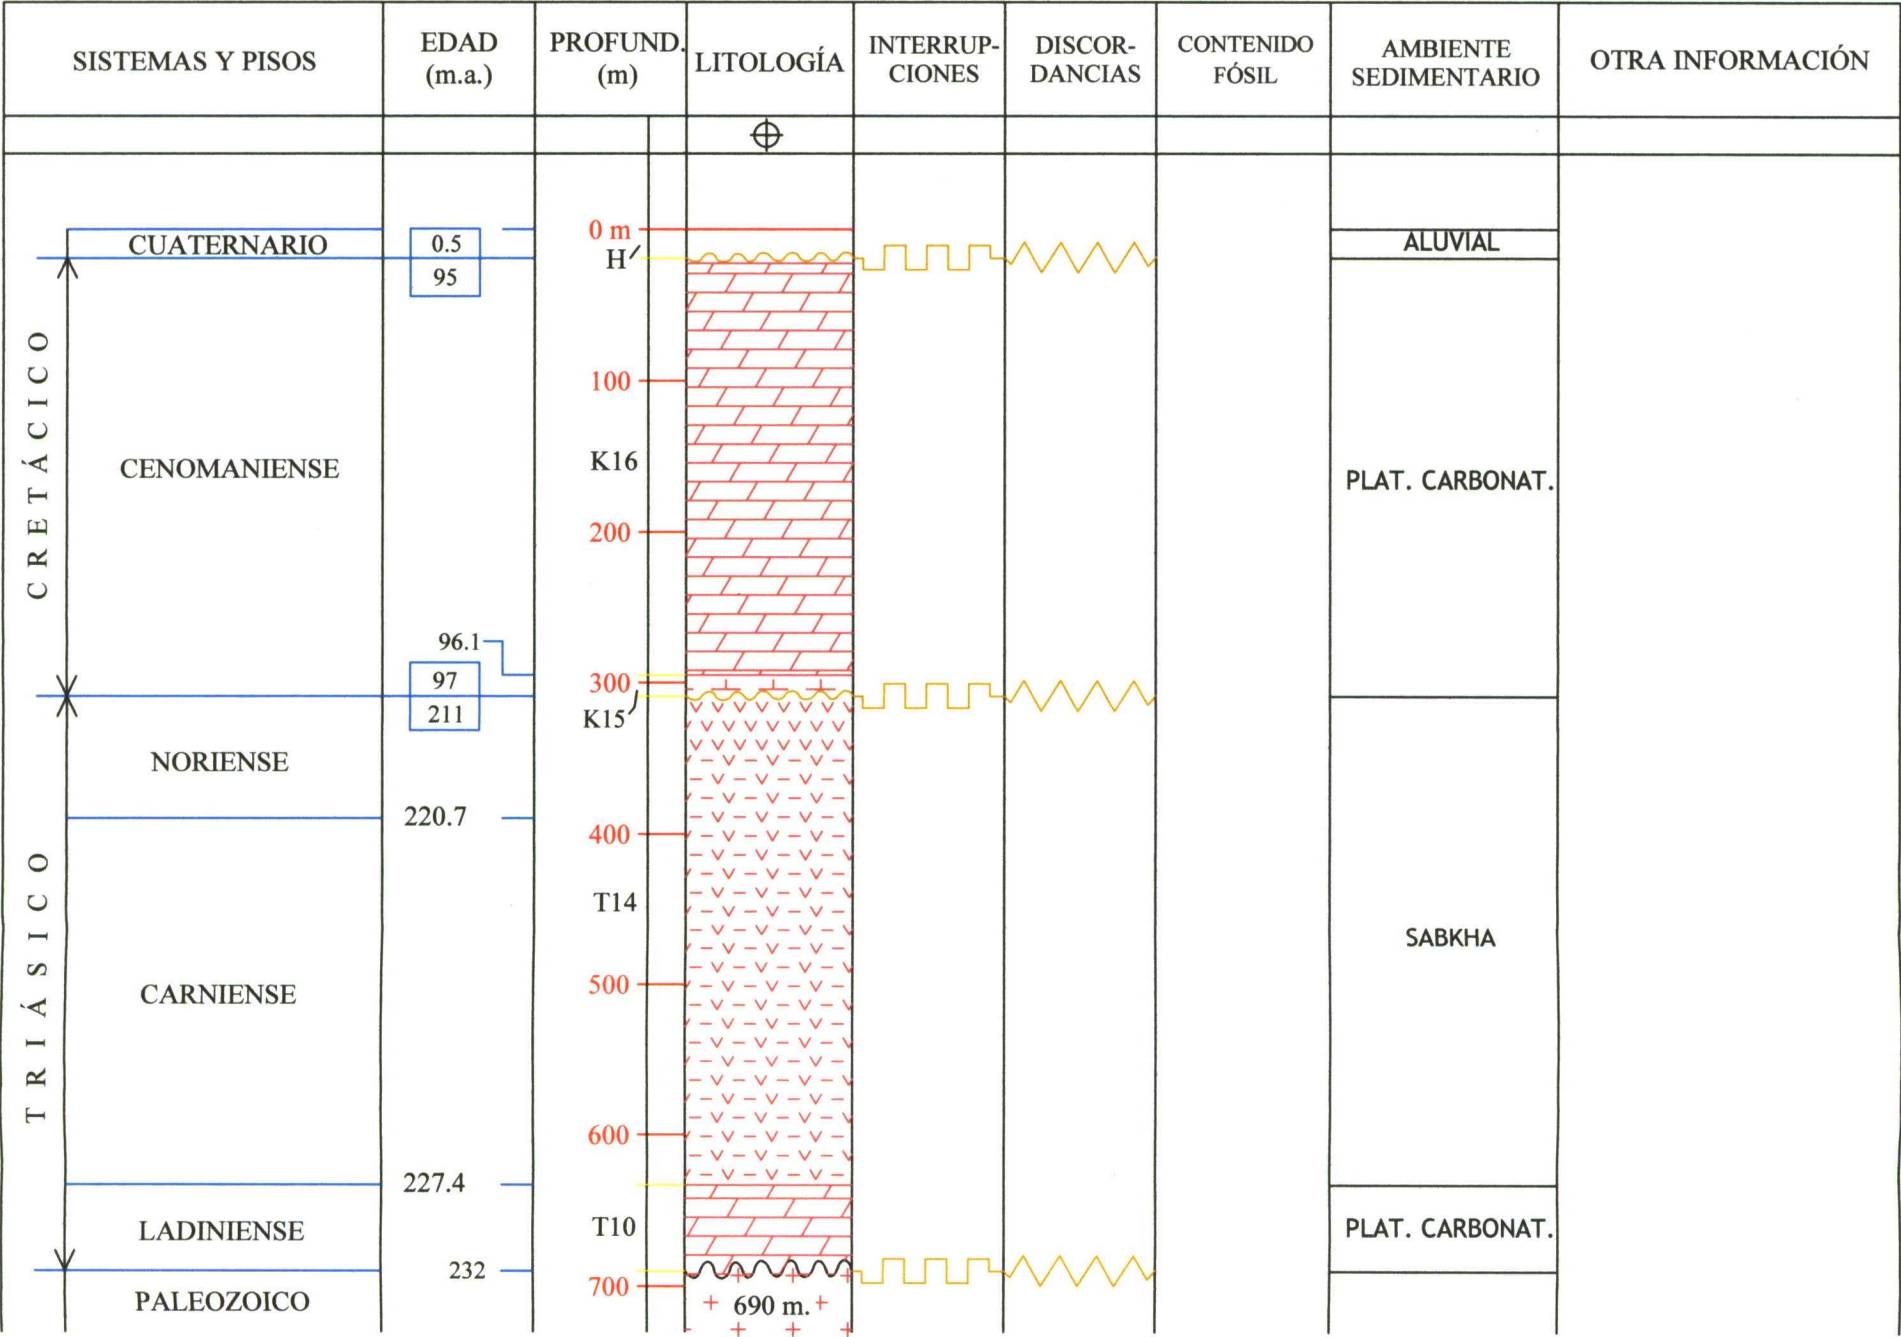 SISTEMAS Y PISOS
EDAD
(m.a.)
PROFUND.
(m)
LITOLOGÍA
INTERRUP-
CIONES
DISCOR-
DANCIAS
CONTENIDO
FÓSIL
AMBIENTE
SEDIMENTARIO
OTRA INFORMACIÓN
CUATERNARIO
0.5
0 m
ALUVIAL
H
95
CRETÁCICO
CENOMANIENSE
100
K16
200
PLAT. CARBONAT.
96.1
97
300
211
K15
TRIÁSICO
NORIENSE
220.7
400
T14
SABKHA
CARNIENSE
500
600
227.4
LADINIENSE
T10
PLAT. CARBONAT.
232
700
PALEOZOICO
690 m.